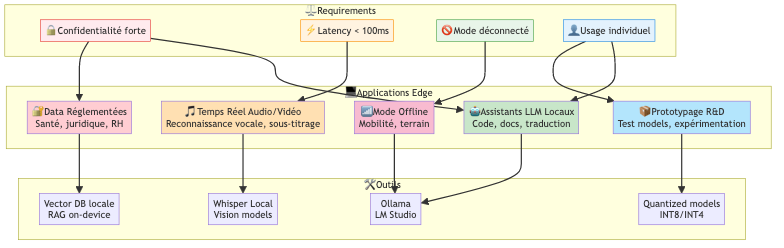 ⚖️Requirements
🔒Confidentialité forte
⚡Latency < 100ms
🚫Mode déconnecté
👤Usage individuel
💻Applications Edge
🔐Data Réglementées
Santé, juridique, RH
🎵Temps Réel Audio/Vidéo
Reconnaissance vocale, sous-titrage
Mode Offline
Mobilité, terrain
🤖Assistants LLM Locaux
Code, docs, traduction
📦Prototypage R&D
Test models, expérimentation
🛠️Outils
Vector DB locale
RAG on-device
Whisper Local
Vision models
Ollama
LM Studio
Quantized models
INT8/INT4